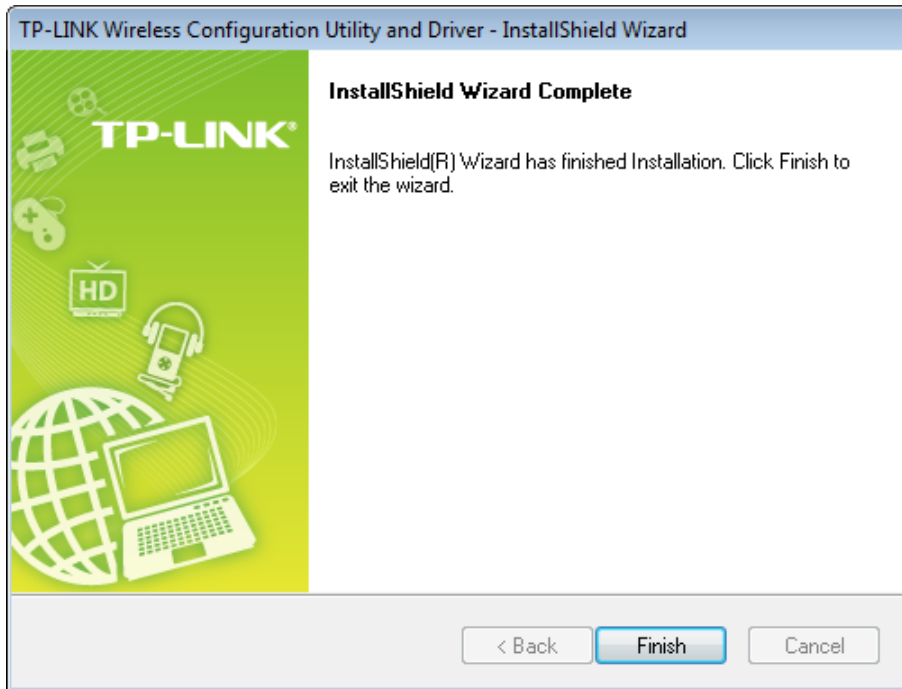 TP-LINK Wireless Configuration Utility and Driver - InstallShield Wizard
InstallShield Wizard Complete
TP-LINK®
InstallShield(R) Wizard has finished Installation. Click Finish to
exit the wizard.
HD
< Back
Finish
Cancel